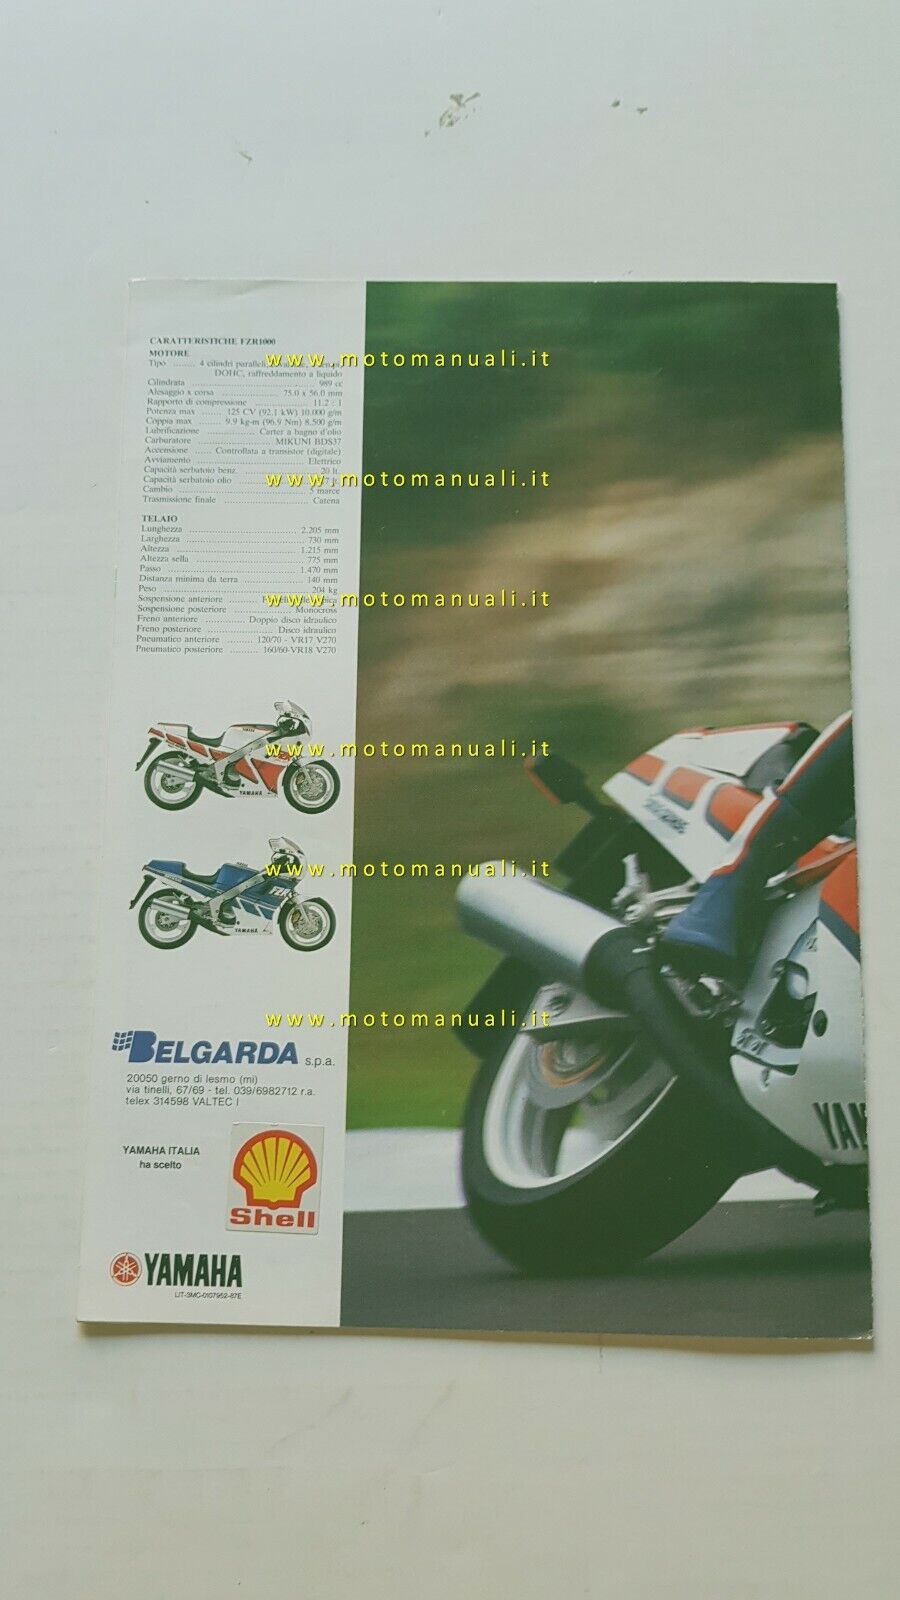 CARATTERISTICHE FZR1000
MOTORE
Tipo ........ 4 cilindri paralleli,
DOHC, raffreddamento a liquido
Cilindrata ........ 989 cc
Alesaggio x corsa ........ 75.0 x 56.0 mm
Rapporto di compressione ........ 11.2 : 1
Potenza max ....... 125 CV (92.1 kW) 10.000 g/m
Coppia max ....... 9.9 kg-m (96.9 Nm) 8.500 g/m
Lubrificazione ........ Carter a bagno d'olio
Carburatore ........ MIKUNI BDS37
Accensione ...... Controllata a transistor (digitale)
Avviamento ........ Elettrico
Capacità serbatoio benz. ........ 20 lt.
Capacità serbatoio olio ........
Cambio ........ 5 marce
Trasmissione finale ........ Catena
TELAIO
Lunghezza ........ 2.205 mm
Larghezza ........ 730 mm
Altezza ........ 1.215 mm
Altezza sella ........ 775 mm
Passo ........ 1.470 mm
Distanza minima da terra ........ 140 mm
Peso ........ 204 kg
Sospensione anteriore ........
Sospensione posteriore ........ Monocross
Freno anteriore ........ Doppio disco idraulico
Freno posteriore ........ Disco idraulico
Pneumatico anteriore ........ 120/70 - VR17 V270
Pneumatico posteriore ........ 160/60-VR18 V270
www.motomanuali.it
www.motomanuali.it
www.motomanuali.it
www.motomanuali.it
www.motomanuali.it
www.motomanuali.it
YAMAHA
FZR
YAMAHA
BELGARDA s.p.a.
20050 gerno di lesmo (mi)
via tinelli, 67/69 - tel. 039/6982712 r.a.
telex 314598 VALTEC I
YAMAHA ITALIA
ha scelto
Shell
YAMAHA
LIT-3MC-0107952-87E
YAM